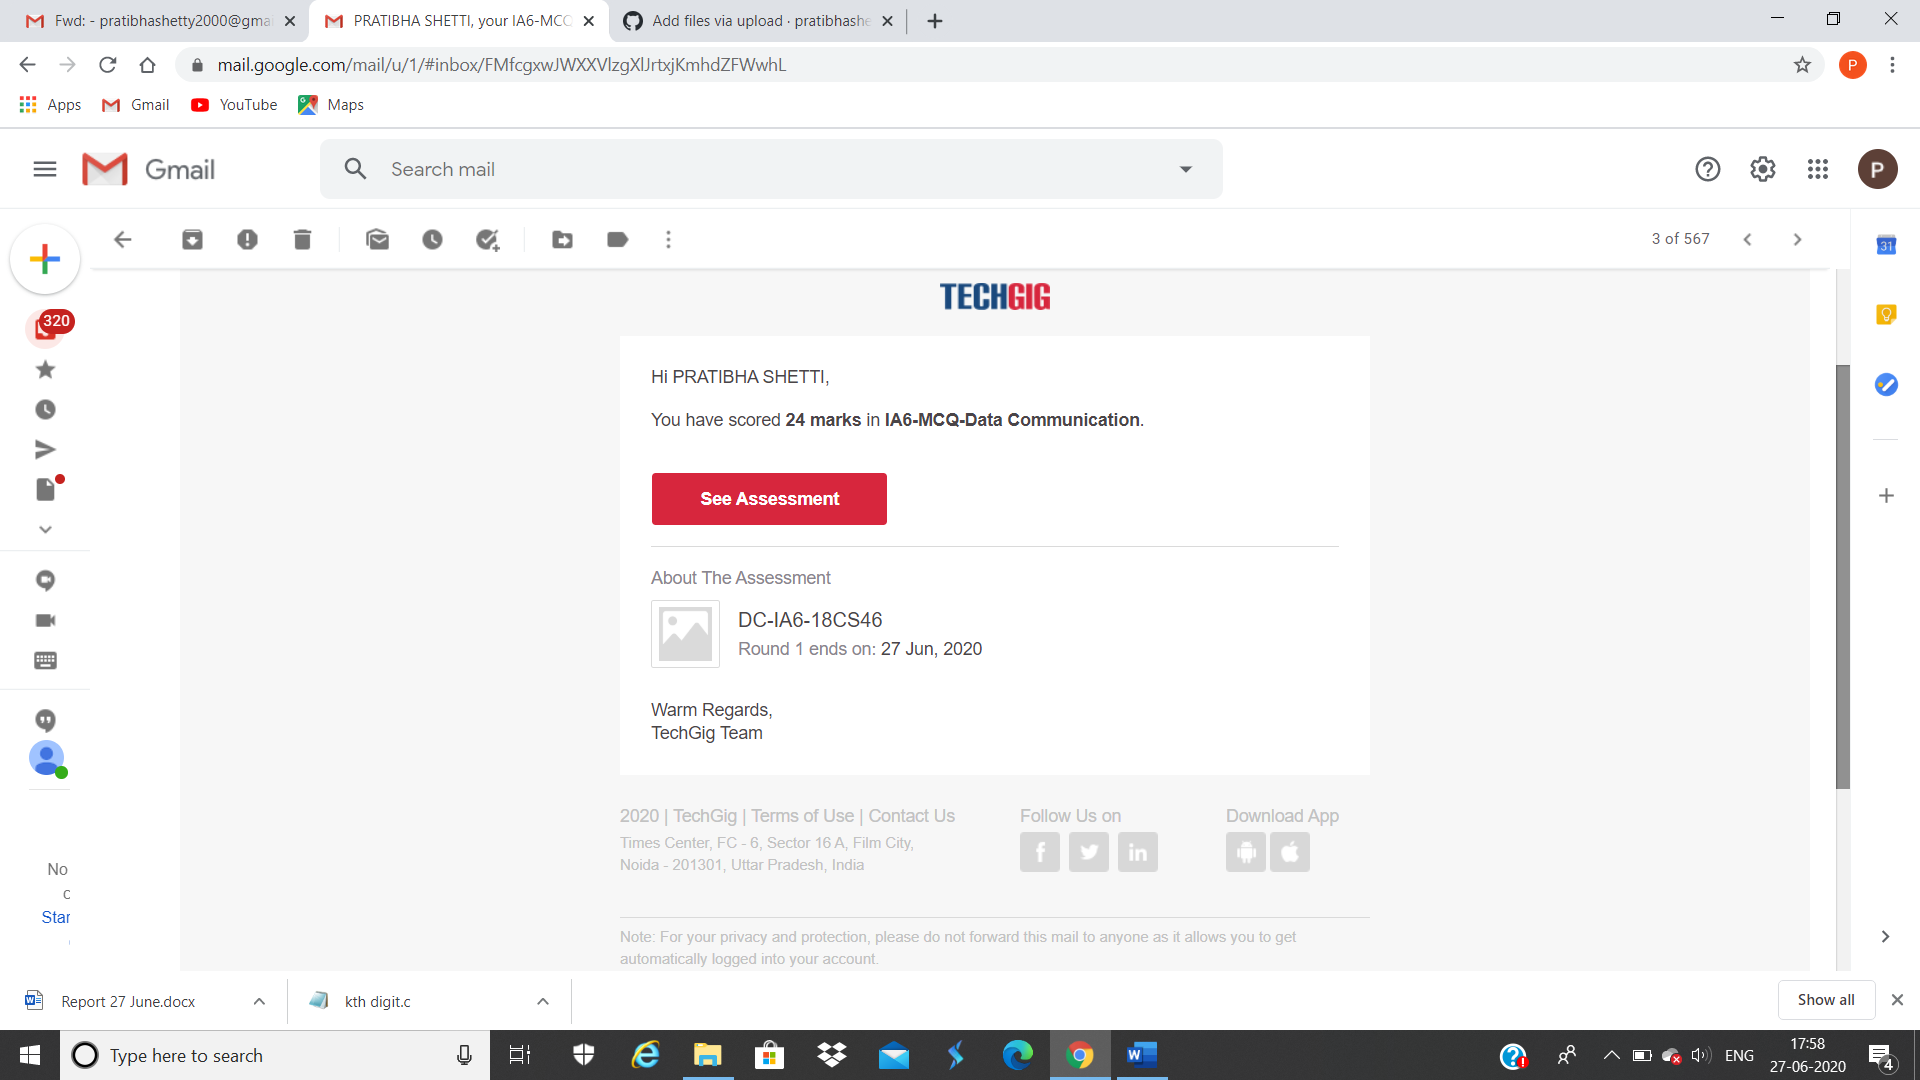 Fwd: - pratibhashetty2000@gmai
PRATIBHA SHETTI, your IA6-MCQ
Add files via upload · pratibhashe
mail.google.com/mail/u/1/#inbox/FMfcgxwJWXXVlzgXlJrtxjKmhdZFWwhL
P
Apps
Gmail
YouTube
Maps
Gmail
Search mail
P
3 of 567
31
320
TECHGIG
Hi PRATIBHA SHETTI,
You have scored 24 marks in IA6-MCQ-Data Communication.
See Assessment
About The Assessment
DC-IA6-18CS46
Round 1 ends on: 27 Jun, 2020
Warm Regards,
TechGig Team
2020 | TechGig | Terms of Use | Contact Us
Times Center, FC - 6, Sector 16 A, Film City,
Noida - 201301, Uttar Pradesh, India
Follow Us on
Download App
No
c
Star
Note: For your privacy and protection, please do not forward this mail to anyone as it allows you to get
automatically logged into your account.
Report 27 June.docx
kth digit.c
Show all
Type here to search
ENG
17:58
27-06-2020
4